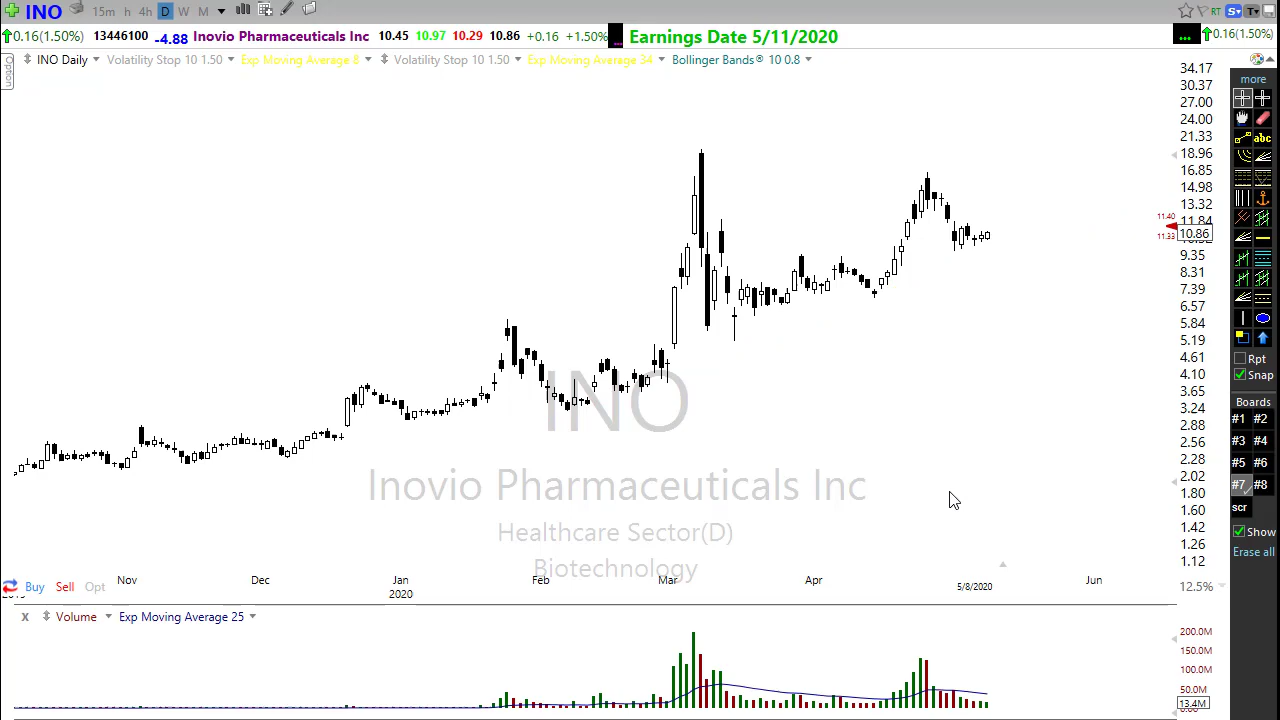 INO 15m h 4h D W M RT S T
0.16(1.50%) 13446100 -4.88 Inovio Pharmaceuticals Inc 10.45 10.97 10.29 10.86 +0.16 +1.50% ... Earnings Date 5/11/2020 ... 0.16(1.50%)
Option
INO Daily Volatility Stop 10 1.50 Exp Moving Average 8 Volatility Stop 10 1.50 Exp Moving Average 34 Bollinger Bands® 10 0.8
34.17
30.37
27.00
24.00
21.33
18.96
16.85
14.98
13.32
11.84
11.40
10.86
11.33
9.35
8.31
7.39
6.57
5.84
5.19
4.61
4.10
3.65
3.24
2.88
2.56
2.28
2.02
1.80
1.60
1.42
1.26
1.12
12.5%
more
abc
Rpt
Snap
Boards
#1 #2
#3 #4
#5 #6
#7 #8
scr
Show
Erase all
INO
Inovio Pharmaceuticals Inc
Healthcare Sector(D)
Biotechnology
Nov Dec Jan Feb Mar Apr 5/8/2020 Jun
2020
Buy Sell Opt
X Volume Exp Moving Average 25
200.0M
150.0M
100.0M
50.0M
13.4M